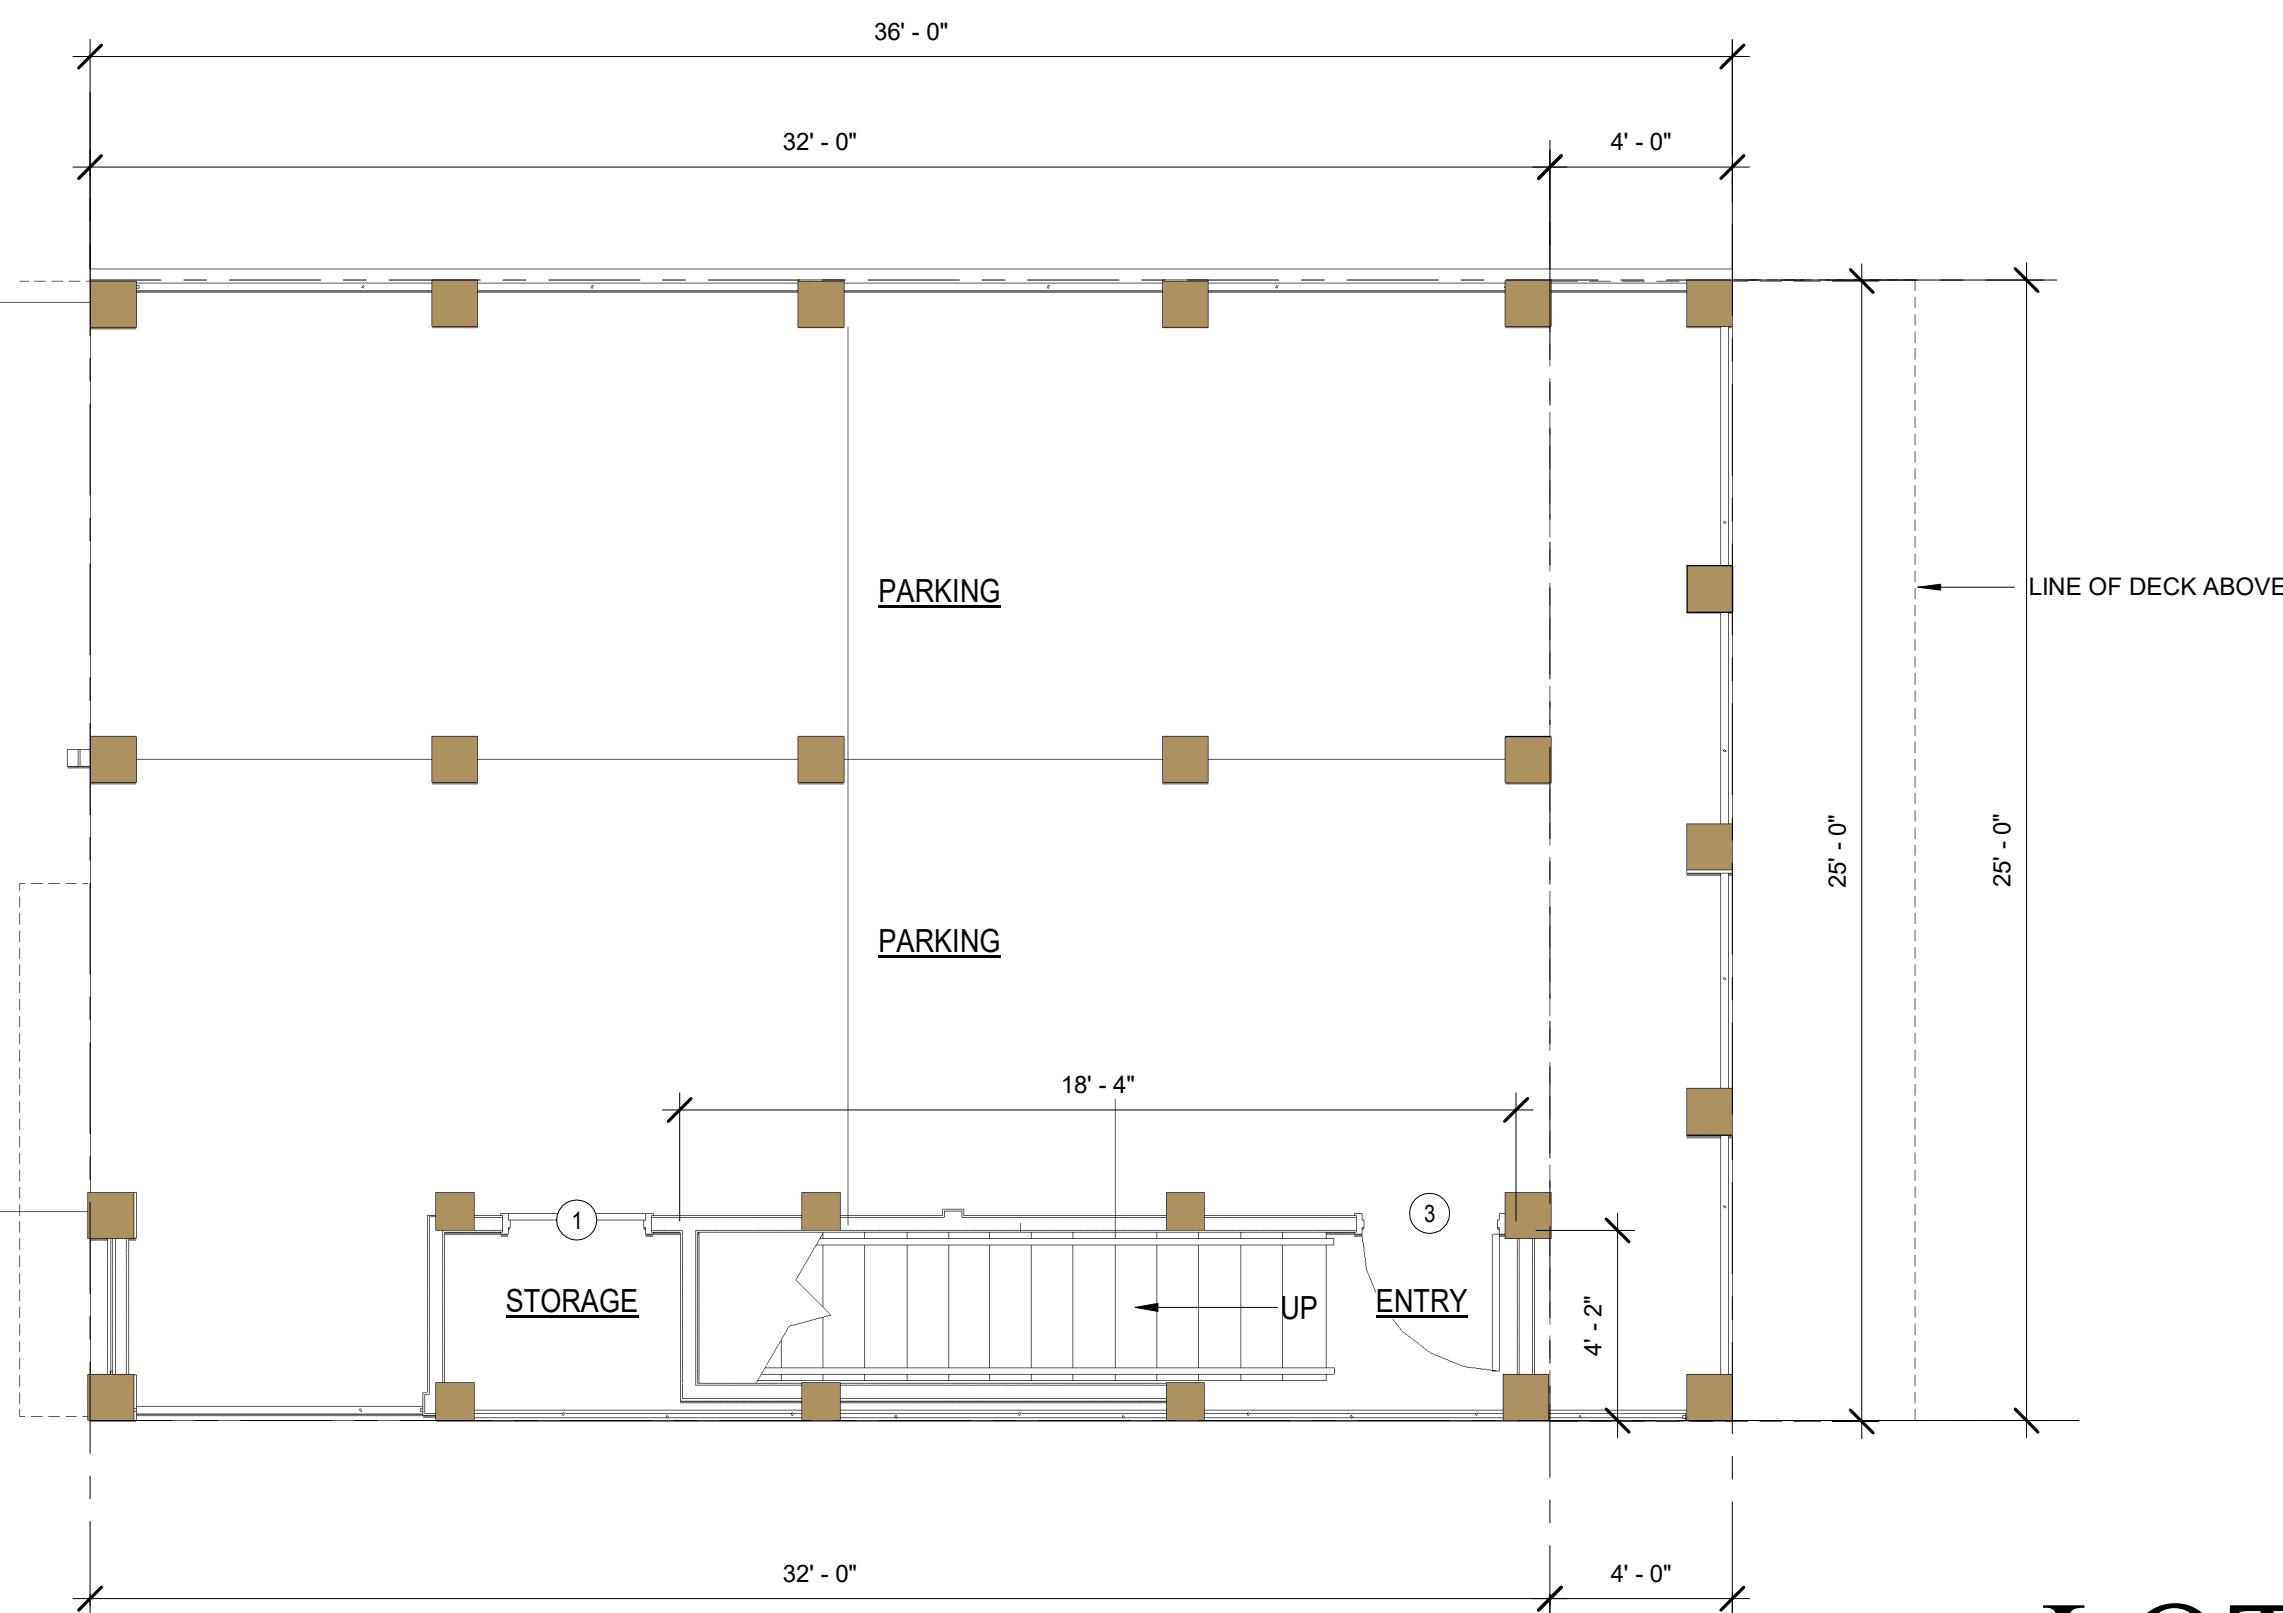 36' - 0"
32' - 0"
4' - 0"
PARKING
LINE OF DECK ABOVE
25' - 0"
25' - 0"
PARKING
18' - 4"
1
3
STORAGE
UP
ENTRY
4' - 2"
32' - 0"
4' - 0"